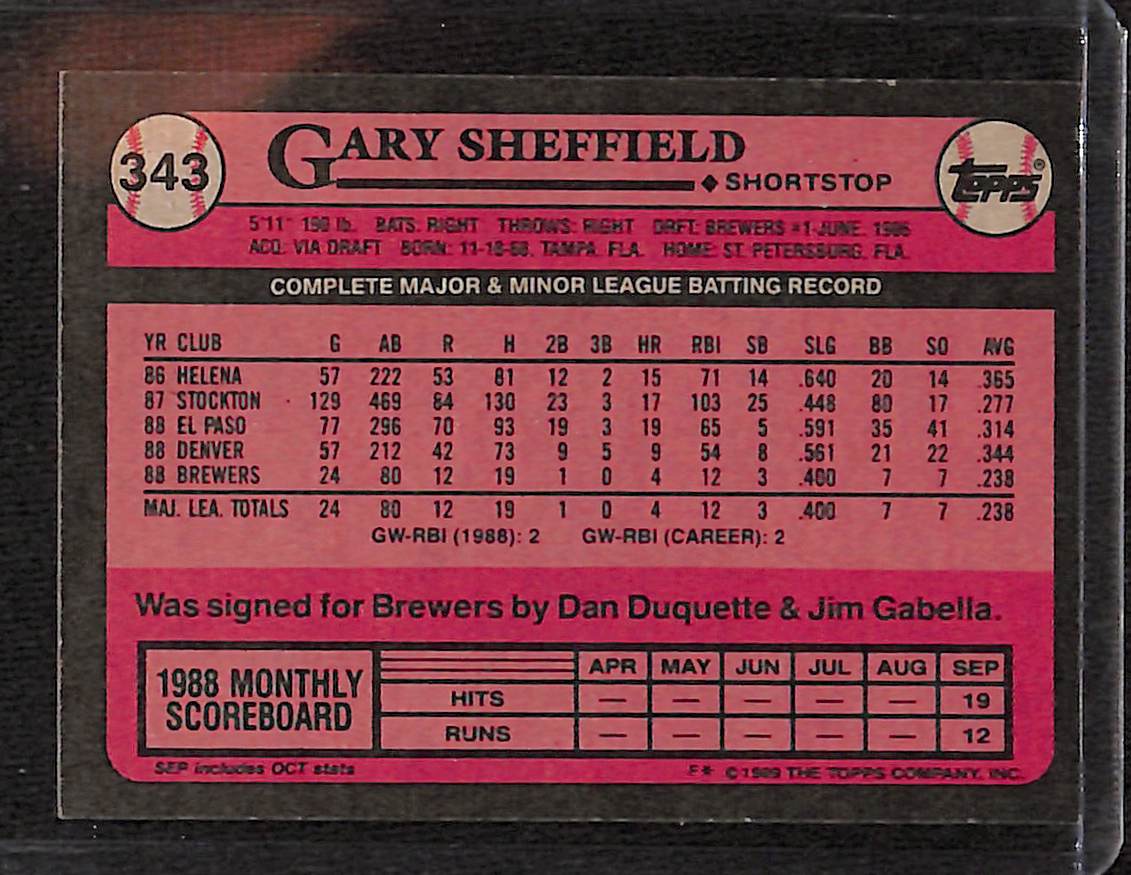 343
GARY SHEFFIELD
SHORTSTOP
TOPPS®
5'11" 190 lb. BATS: RIGHT THROWS: RIGHT DRFT: BREWERS #1-JUNE, 1986
ACQ: VIA DRAFT BORN: 11-18-68, TAMPA, FLA. HOME: ST. PETERSBURG, FLA.
COMPLETE MAJOR & MINOR LEAGUE BATTING RECORD
YR CLUB G AB R H 2B 3B HR RBI SB SLG BB SO AVG
86 HELENA 57 222 53 81 12 2 15 71 14 .640 20 14 .365
87 STOCKTON 129 469 84 130 23 3 17 103 25 .448 80 17 .277
88 EL PASO 77 296 70 93 19 3 19 65 5 .591 35 41 .314
88 DENVER 57 212 42 73 9 5 9 54 8 .561 21 22 .344
88 BREWERS 24 80 12 19 1 0 4 12 3 .400 7 7 .238
MAJ. LEA. TOTALS 24 80 12 19 1 0 4 12 3 .400 7 7 .238
GW-RBI (1988): 2 GW-RBI (CAREER): 2
Was signed for Brewers by Dan Duquette & Jim Gabella.
1988 MONTHLY
SCOREBOARD
APR MAY JUN JUL AUG SEP
HITS — — — — — 19
RUNS — — — — — 12
SEP includes OCT stats
F* ©1989 THE TOPPS COMPANY, INC.